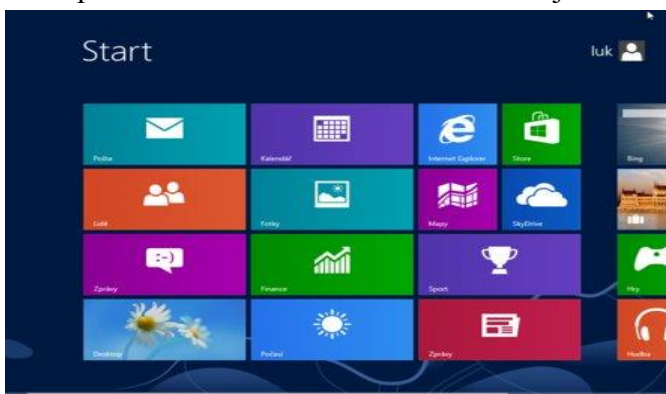 Start
luk
Pošta
Kalendář
Internet Explorer
Store
Bing
Lidé
Fotky
Mapy
SkyDrive
Zprávy
Finance
Sport
Hry
Desktop
Počasí
Zprávy
Hudba